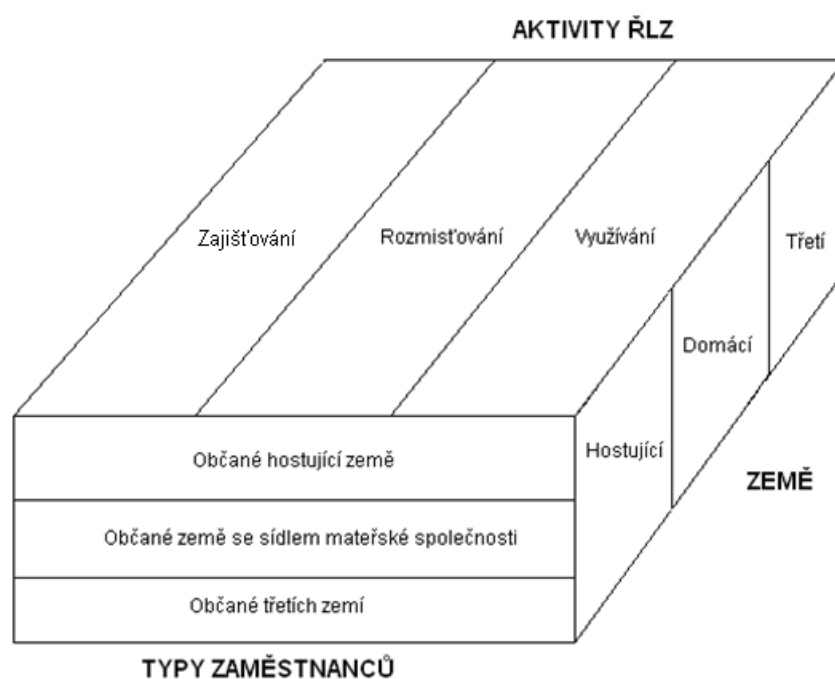 AKTIVITY ŘLZ
Zajišťování
Rozmisťování
Využívání
Třetí
Domácí
Hostující
ZEMĚ
Občané hostující země
Občané země se sídlem mateřské společnosti
Občané třetích zemí
TYPY ZAMĚSTNANCŮ